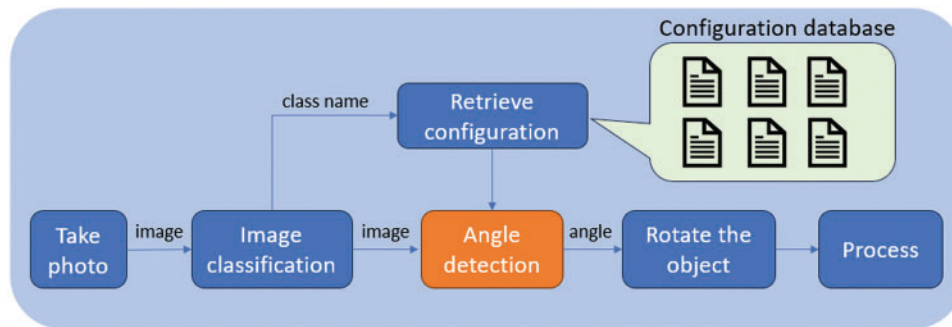 Configuration database
class name
Retrieve
configuration
Take
photo
image
Image
classification
image
Angle
detection
angle
Rotate the
object
Process